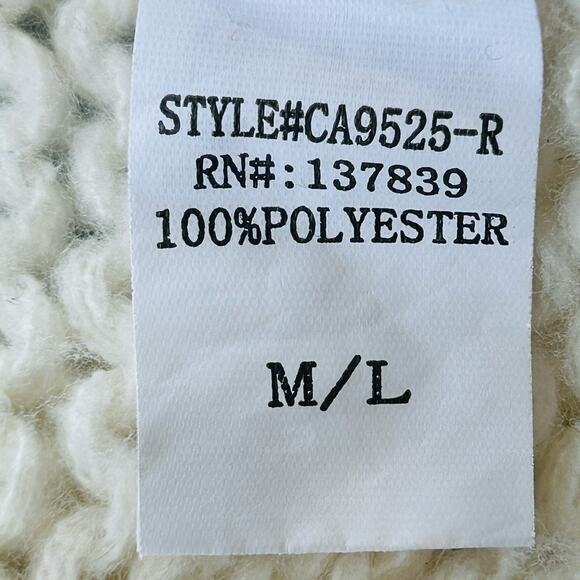 STYLE#CA9525-R
RN#:137839
100%POLYESTER
M/L